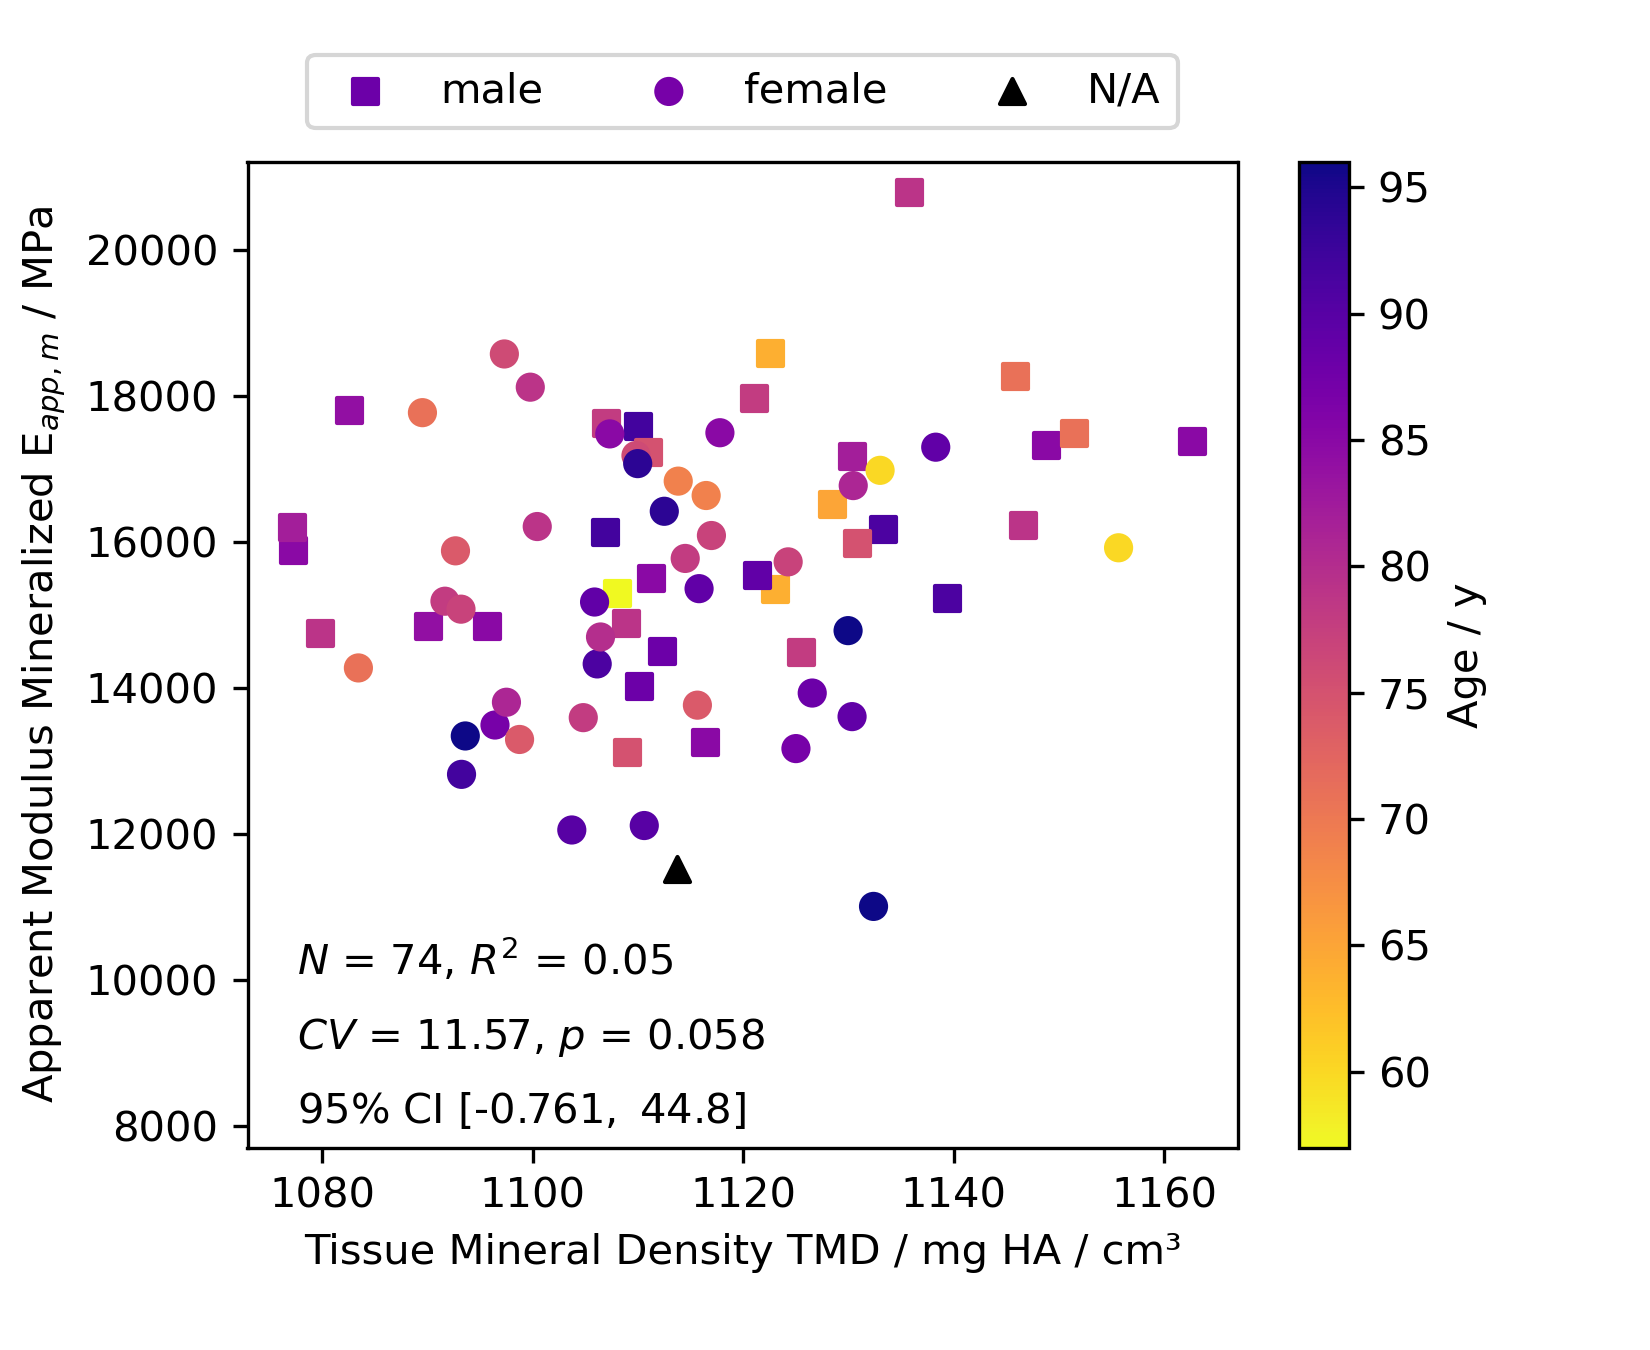 male female N/A
Apparent Modulus Mineralized E_{app, m} / MPa
20000
18000
16000
14000
12000
10000
8000
N = 74, R² = 0.05
CV = 11.57, p = 0.058
95% CI [-0.761, 44.8]
1080 1100 1120 1140 1160
Tissue Mineral Density TMD / mg HA / cm³
95
90
85
80
75
70
65
60
Age / y